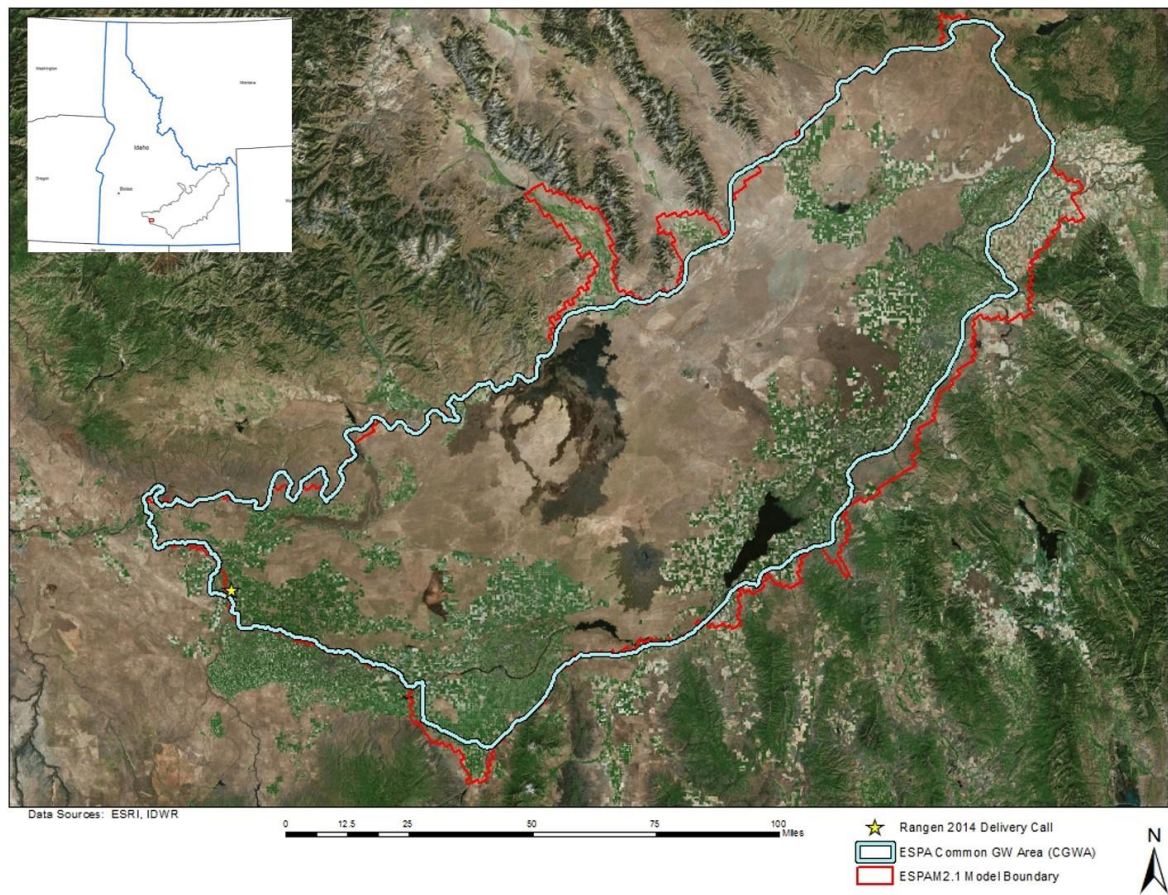 Washington
Montana
Idaho
Oregon
Boise
Nevada
Utah
Data Sources: ESRI, IDWR
0 12.5 25 50 75 100
Miles
Rangen 2014 Delivery Call
ESPA Common GW Area (CGWA)
ESPAM2.1 Model Boundary
N